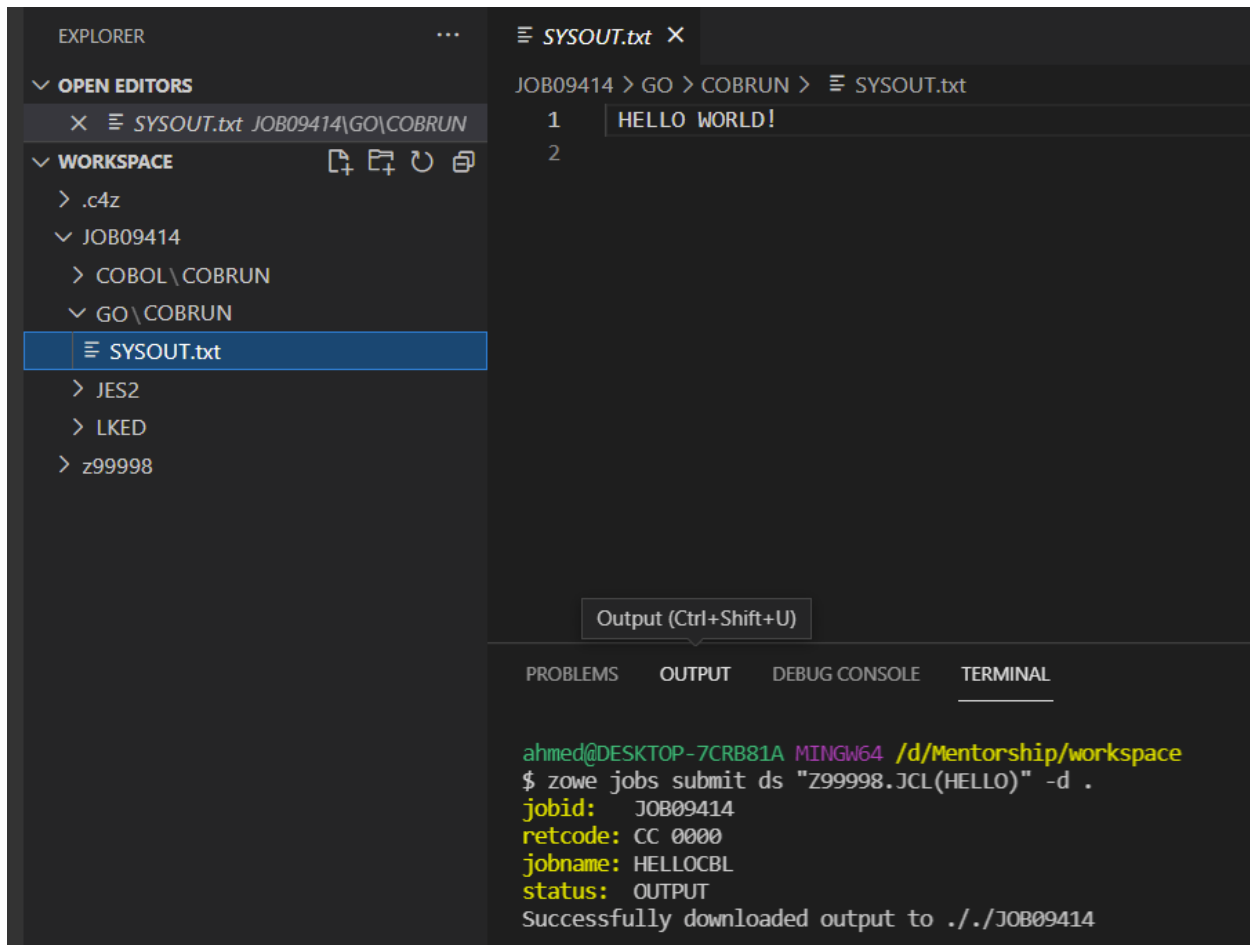 EXPLORER ···
OPEN EDITORS
SYSOUT.txt JOB09414\GO\COBRUN
WORKSPACE
.c4z
JOB09414
COBOL\COBRUN
GO\COBRUN
SYSOUT.txt
JES2
LKED
z99998
SYSOUT.txt
JOB09414 > GO > COBRUN > SYSOUT.txt
1 HELLO WORLD!
2
Output (Ctrl+Shift+U)
PROBLEMS OUTPUT DEBUG CONSOLE TERMINAL
ahmed@DESKTOP-7CRB81A MINGW64 /d/Mentorship/workspace
$ zowe jobs submit ds "Z99998.JCL(HELLO)" -d .
jobid: JOB09414
retcode: CC 0000
jobname: HELLOCBL
status: OUTPUT
Successfully downloaded output to ././JOB09414